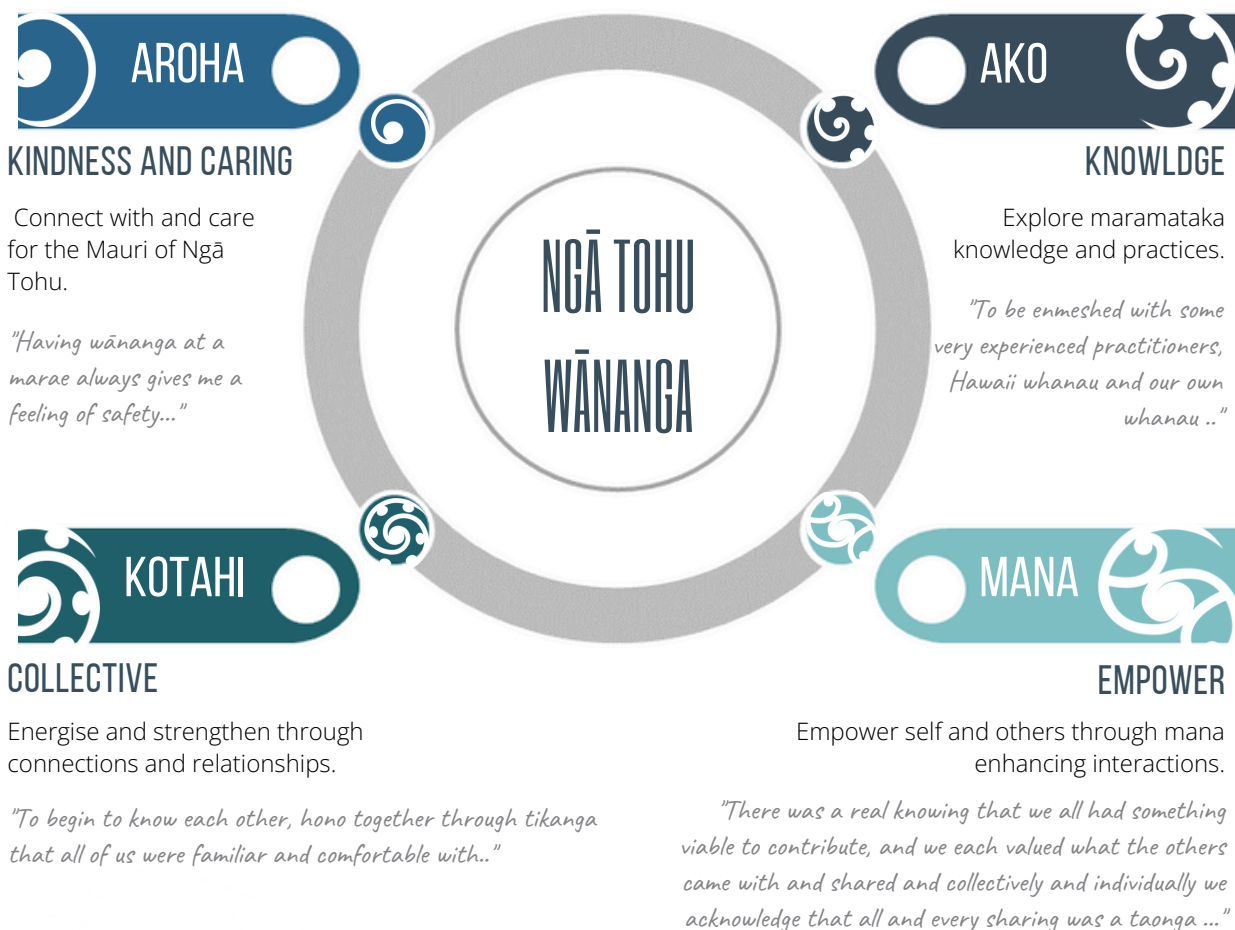 AROHA
KINDNESS AND CARING
Connect with and care
for the Mauri of Ngā
Tohu.
"Having wānanga at a
marae always gives me a
feeling of safety..."
NGĀ TOHU
WĀNANGA
AKO
KNOWLDGE
Explore maramataka
knowledge and practices.
"To be enmeshed with some
very experienced practitioners,
Hawaii whanau and our own
whanau .."
KOTAHI
COLLECTIVE
Energise and strengthen through
connections and relationships.
"To begin to know each other, hono together through tikanga
that all of us were familiar and comfortable with.."
MANA
EMPOWER
Empower self and others through mana
enhancing interactions.
"There was a real knowing that we all had something
viable to contribute, and we each valued what the others
came with and shared and collectively and individually we
acknowledge that all and every sharing was a taonga ..."